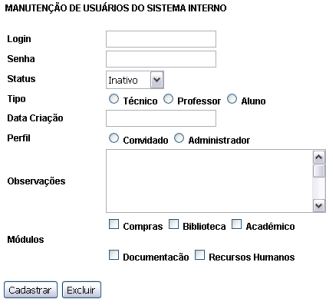 MANUTENÇÃO DE USUÁRIOS DO SISTEMA INTERNO
Login
Senha
Status Inativo
Tipo Técnico Professor Aluno
Data Criação
Perfil Convidado Administrador
Observações
Compras Biblioteca Académico
Módulos
Documentacão Recursos Humanos
Cadastrar Excluir